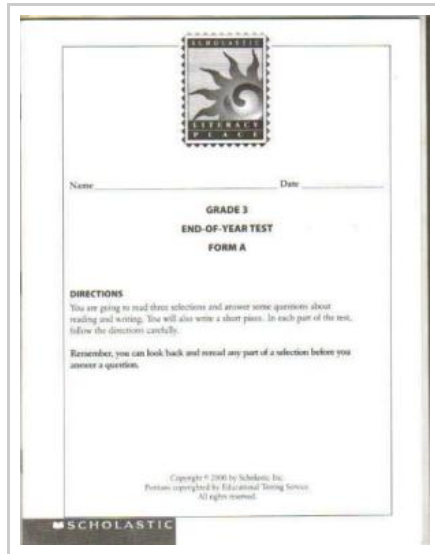 SCHOLASTIC
LITERACY
PLACE
Name Date
GRADE 3
END-OF-YEAR TEST
FORM A
DIRECTIONS
You are going to read three selections and answer some questions about
reading and writing. You will also write a short piece. In each part of the test,
follow the directions carefully.
Remember, you can look back and reread any part of a selection before you
answer a question.
Copyright © 2000 by Scholastic Inc.
Portions copyrighted by Educational Testing Service
All rights reserved.
SCHOLASTIC